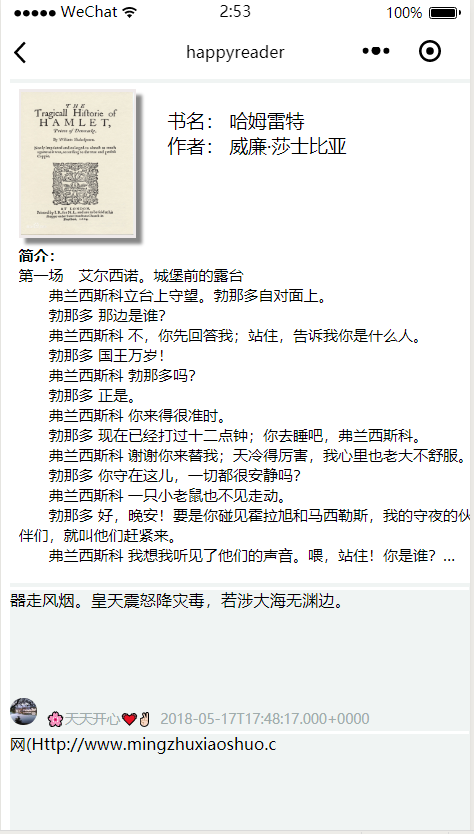 WeChat 2:53 100%
happyreader
THE
Tragicall Historie of
HAMLET,
Prince of Denmarke.
By William Shakespeare.
AT LONDON,
书名： 哈姆雷特
作者： 威廉·莎士比亚
简介:
第一场　艾尔西诺。城堡前的露台
弗兰西斯科立台上守望。勃那多自对面上。
勃那多 那边是谁？
弗兰西斯科 不，你先回答我；站住，告诉我你是什么人。
勃那多 国王万岁！
弗兰西斯科 勃那多吗？
勃那多 正是。
弗兰西斯科 你来得很准时。
勃那多 现在已经打过十二点钟；你去睡吧，弗兰西斯科。
弗兰西斯科 谢谢你来替我；天冷得厉害，我心里也老大不舒服。
勃那多 你守在这儿，一切都很安静吗？
弗兰西斯科 一只小老鼠也不见走动。
勃那多 好，晚安！要是你碰见霍拉旭和马西勒斯，我的守夜的伙
伴们，就叫他们赶紧来。
弗兰西斯科 我想我听见了他们的声音。喂，站住！你是谁？...
器走风烟。皇天震怒降灾毒，若涉大海无渊边。
🌸天天开心❤️✌🏻 2018-05-17T17:48:17.000+0000
网(Http://www.mingzhuxiaoshuo.c